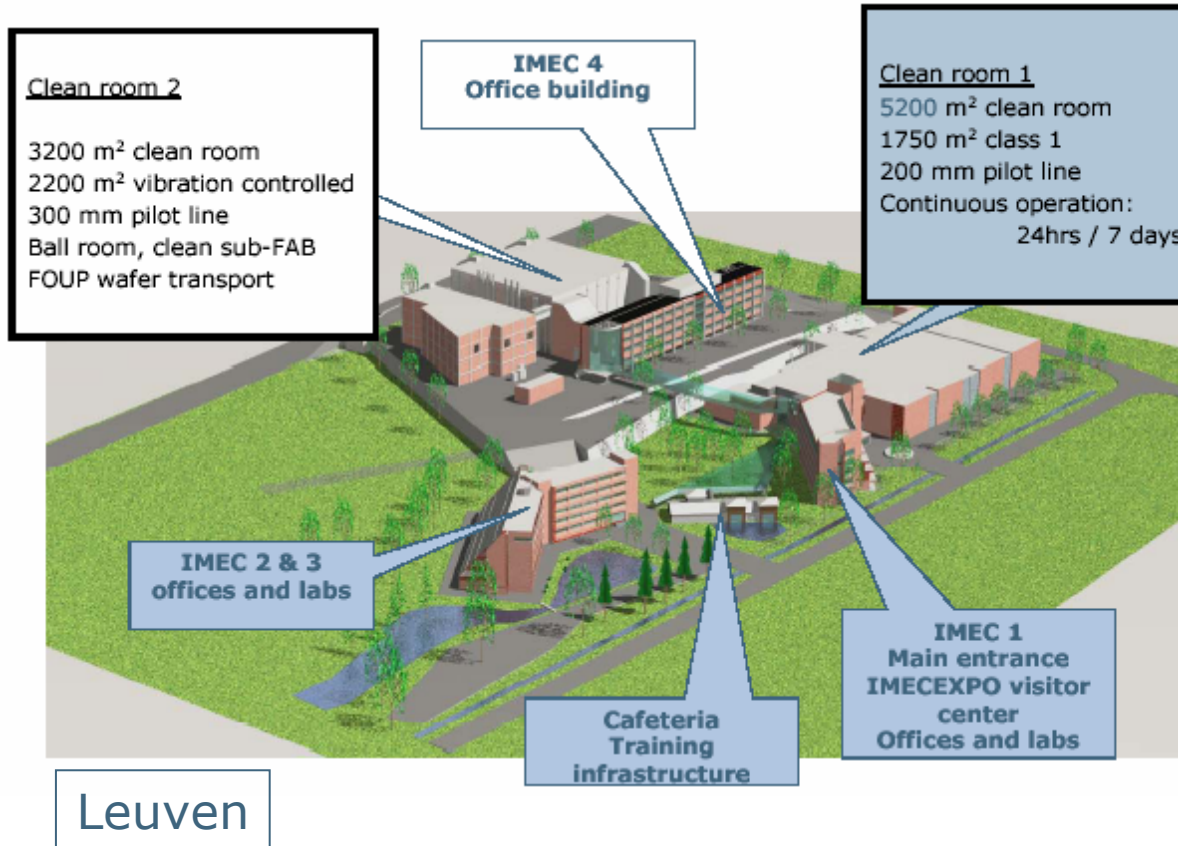 Clean room 2
3200 m² clean room
2200 m² vibration controlled
300 mm pilot line
Ball room, clean sub-FAB
FOUP wafer transport
IMEC 4
Office building
Clean room 1
5200 m² clean room
1750 m² class 1
200 mm pilot line
Continuous operation:
24hrs / 7 days
IMEC 2 & 3
offices and labs
Cafeteria
Training
infrastructure
IMEC 1
Main entrance
IMECEXPO visitor
center
Offices and labs
Leuven